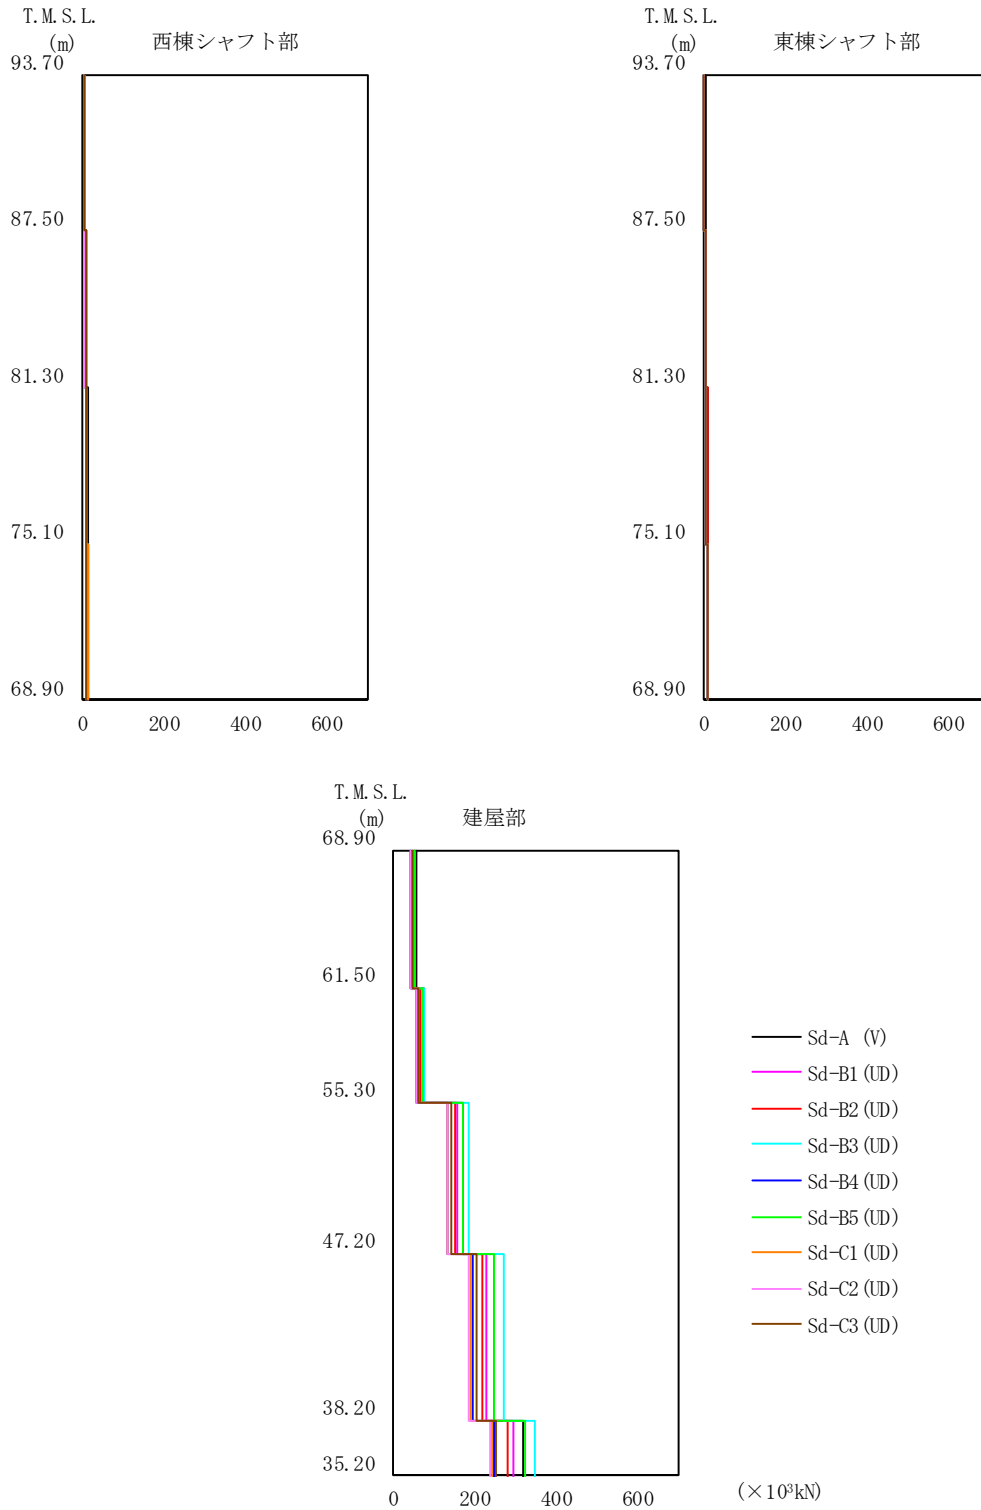 T.M.S.L.
(m)
西棟シャフト部
93.70
87.50
81.30
75.10
68.90
0 200 400 600
T.M.S.L.
(m)
東棟シャフト部
93.70
87.50
81.30
75.10
68.90
0 200 400 600
T.M.S.L.
(m)
建屋部
68.90
61.50
55.30
47.20
38.20
35.20
0 200 400 600
Sd-A (V)
Sd-B1(UD)
Sd-B2(UD)
Sd-B3(UD)
Sd-B4(UD)
Sd-B5(UD)
Sd-C1(UD)
Sd-C2(UD)
Sd-C3(UD)
(×10³kN)